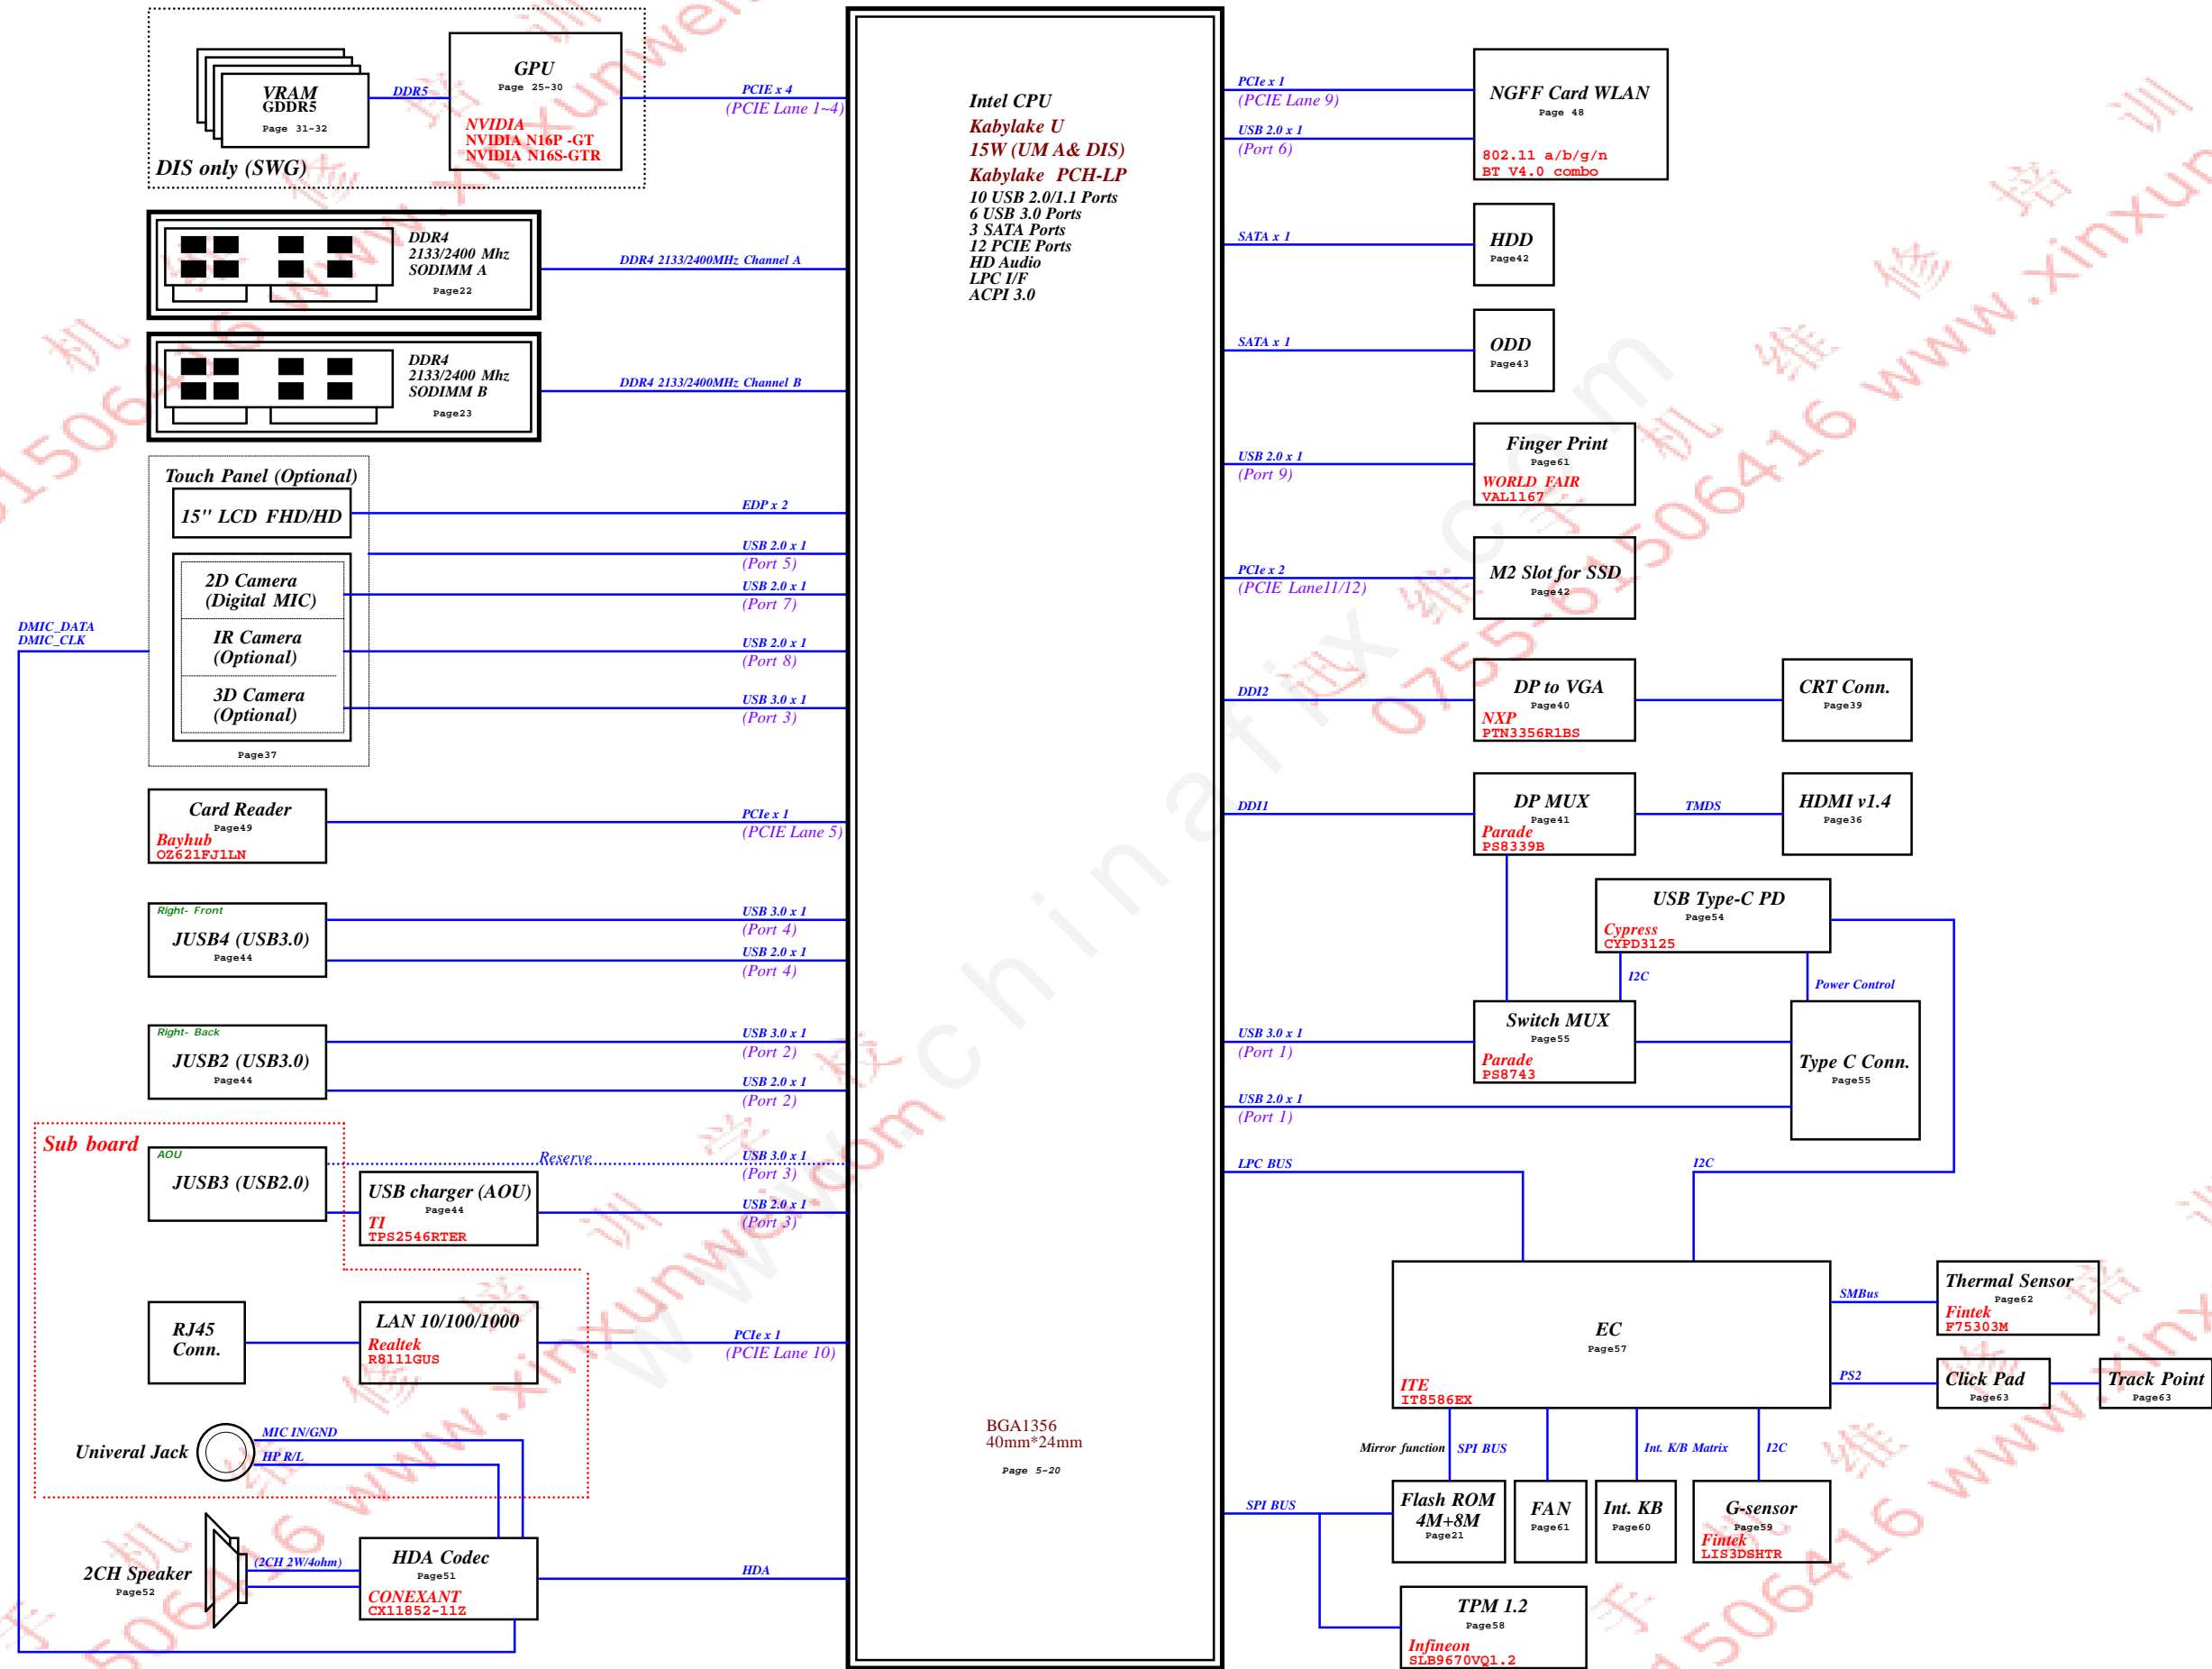 VRAM
GDDR5
Page 31-32
DDR5
GPU
Page 25-30
NVIDIA
NVIDIA N16P -GT
NVIDIA N16S-GTR
DIS only (SWG)
PCIE x 4
(PCIE Lane 1~4)
DDR4
2133/2400 Mhz
SODIMM A
Page22
DDR4 2133/2400MHz Channel A
DDR4
2133/2400 Mhz
SODIMM B
Page23
DDR4 2133/2400MHz Channel B
Touch Panel (Optional)
15" LCD FHD/HD
EDP x 2
USB 2.0 x 1
(Port 5)
2D Camera
(Digital MIC)
USB 2.0 x 1
(Port 7)
IR Camera
(Optional)
USB 2.0 x 1
(Port 8)
3D Camera
(Optional)
USB 3.0 x 1
(Port 3)
Page37
DMIC_DATA
DMIC_CLK
Card Reader
Page49
Bayhub
OZ621FJ1LN
PCIe x 1
(PCIE Lane 5)
Right- Front
JUSB4 (USB3.0)
Page44
USB 3.0 x 1
(Port 4)
USB 2.0 x 1
(Port 4)
Right- Back
JUSB2 (USB3.0)
Page44
USB 3.0 x 1
(Port 2)
USB 2.0 x 1
(Port 2)
Sub board
AOU
JUSB3 (USB2.0)
Reserve
USB 3.0 x 1
(Port 3)
USB charger (AOU)
Page44
TI
TPS2546RTER
USB 2.0 x 1
(Port 3)
RJ45
Conn.
LAN 10/100/1000
Realtek
R8111GUS
PCIe x 1
(PCIE Lane 10)
Univeral Jack
MIC IN/GND
HP R/L
2CH Speaker
Page52
(2CH 2W/4ohm)
HDA Codec
Page51
CONEXANT
CX11852-11Z
HDA
Intel CPU
Kabylake U
15W (UM A& DIS)
Kabylake PCH-LP
10 USB 2.0/1.1 Ports
6 USB 3.0 Ports
3 SATA Ports
12 PCIE Ports
HD Audio
LPC I/F
ACPI 3.0
BGA1356
40mm*24mm
Page 5-20
PCIe x 1
(PCIE Lane 9)
USB 2.0 x 1
(Port 6)
NGFF Card WLAN
Page 48
802.11 a/b/g/n
BT V4.0 combo
SATA x 1
HDD
Page42
SATA x 1
ODD
Page43
USB 2.0 x 1
(Port 9)
Finger Print
Page61
WORLD FAIR
VAL1167
PCIe x 2
(PCIE Lane11/12)
M2 Slot for SSD
Page42
DDI2
DP to VGA
Page40
NXP
PTN3356R1BS
CRT Conn.
Page39
DDI1
DP MUX
Page41
Parade
PS8339B
TMDS
HDMI v1.4
Page36
USB Type-C PD
Page54
Cypress
CYPD3125
I2C
Power Control
USB 3.0 x 1
(Port 1)
Switch MUX
Page55
Parade
PS8743
Type C Conn.
Page55
USB 2.0 x 1
(Port 1)
LPC BUS
I2C
EC
Page57
ITE
IT8586EX
SMBus
Thermal Sensor
Page62
Fintek
F75303M
PS2
Click Pad
Page63
Track Point
Page63
Mirror function
SPI BUS
Int. K/B Matrix
I2C
SPI BUS
Flash ROM
4M+8M
Page21
FAN
Page61
Int. KB
Page60
G-sensor
Page59
Fintek
LIS3DSHTR
TPM 1.2
Page58
Infineon
SLB9670VQ1.2
www.chinafix.com